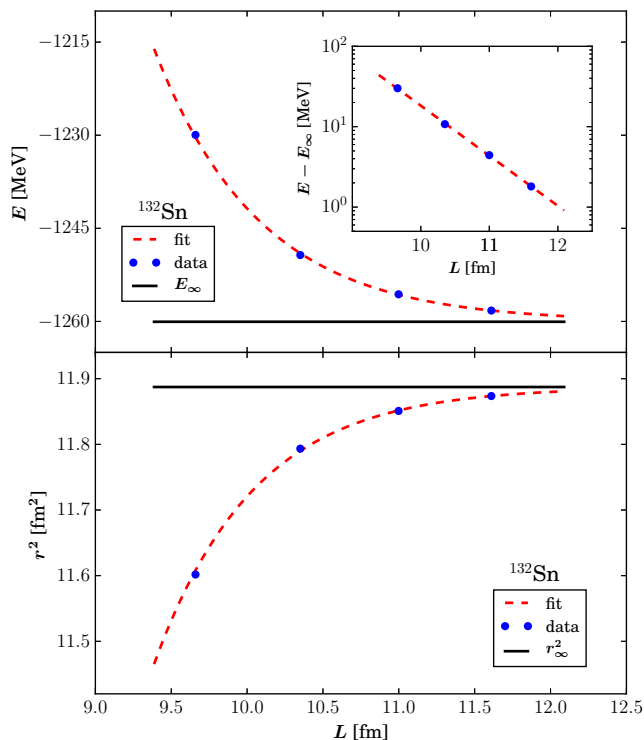 −1215
−1230
−1245
−1260
E [MeV]
¹³²Sn
fit
data
E∞
10²
10¹
10⁰
E − E∞ [MeV]
10
11
12
L [fm]
11.9
11.8
11.7
11.6
11.5
r² [fm²]
¹³²Sn
fit
data
r²∞
9.0
9.5
10.0
10.5
11.0
11.5
12.0
12.5
L [fm]